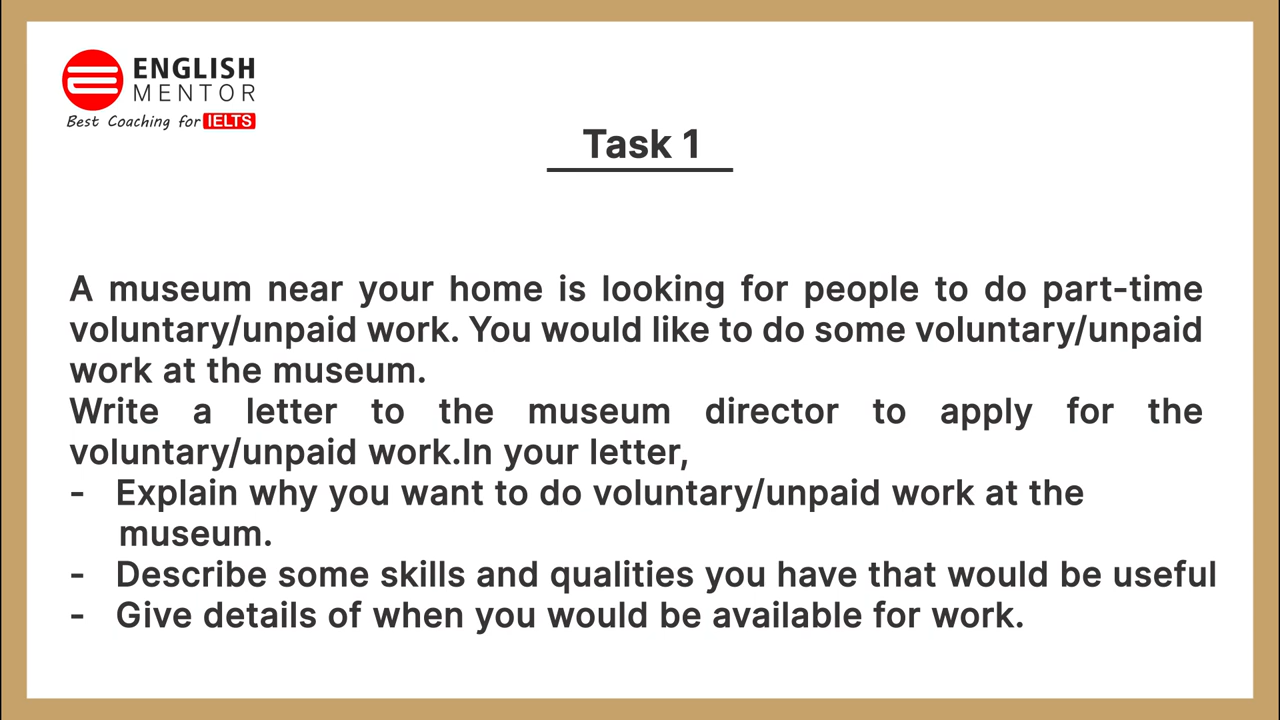 ENGLISH
MENTOR
Best Coaching for IELTS
Task 1
A museum near your home is looking for people to do part-time
voluntary/unpaid work. You would like to do some voluntary/unpaid
work at the museum.
Write a letter to the museum director to apply for the
voluntary/unpaid work.In your letter,
- Explain why you want to do voluntary/unpaid work at the
museum.
- Describe some skills and qualities you have that would be useful
- Give details of when you would be available for work.